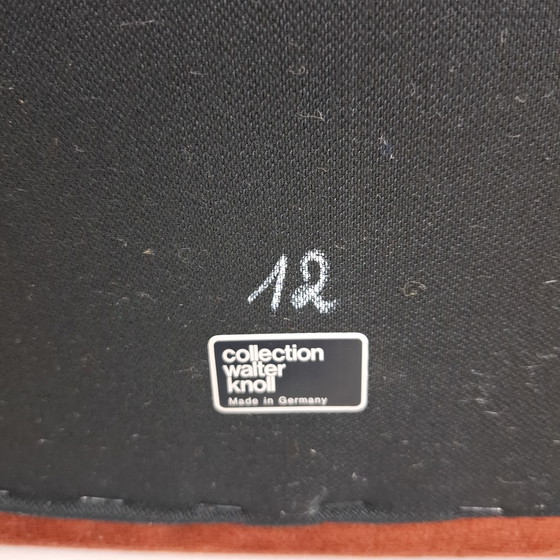 12
collection
walter
knoll
Made in Germany